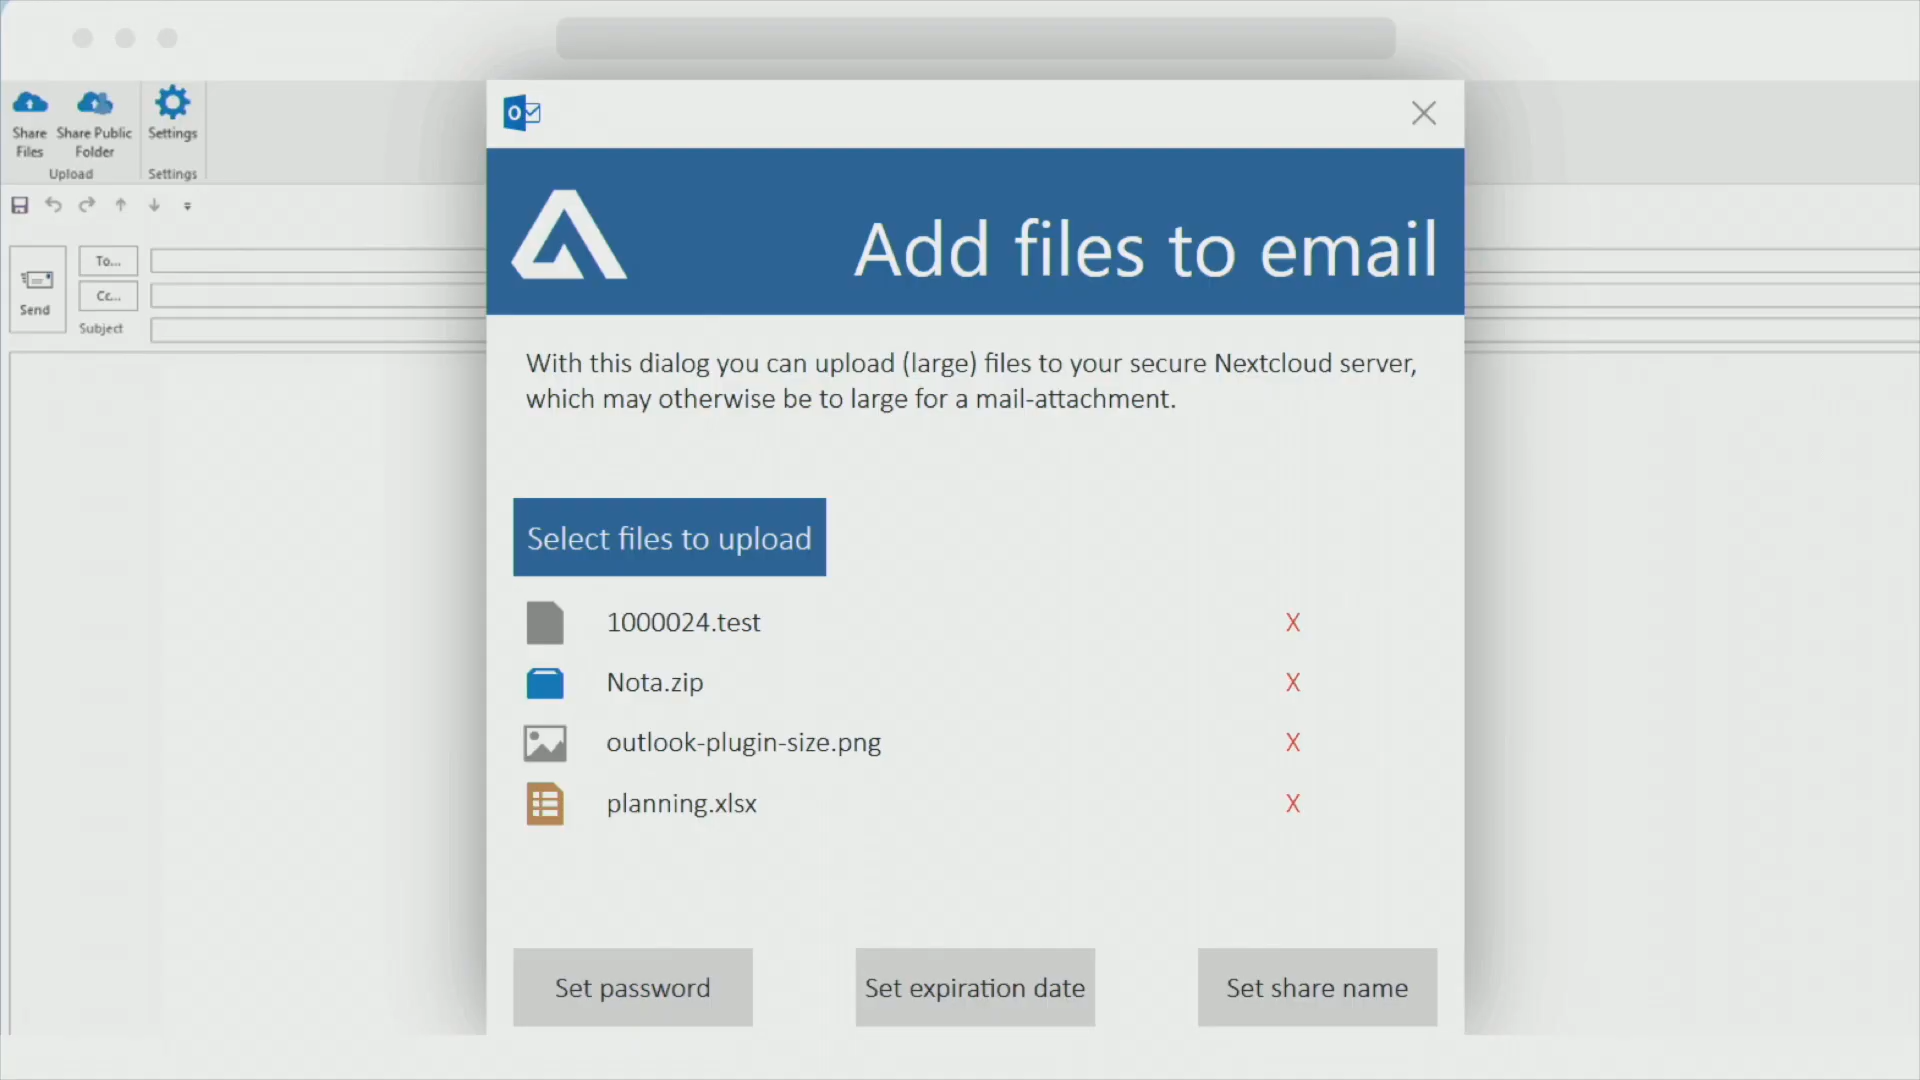 Share
Files
Share Public
Folder
Upload
Settings
Settings
Send
To...
Cc...
Subject
Add files to email
With this dialog you can upload (large) files to your secure Nextcloud server,
which may otherwise be to large for a mail-attachment.
Select files to upload
1000024.test X
Nota.zip X
outlook-plugin-size.png X
planning.xlsx X
Set password
Set expiration date
Set share name